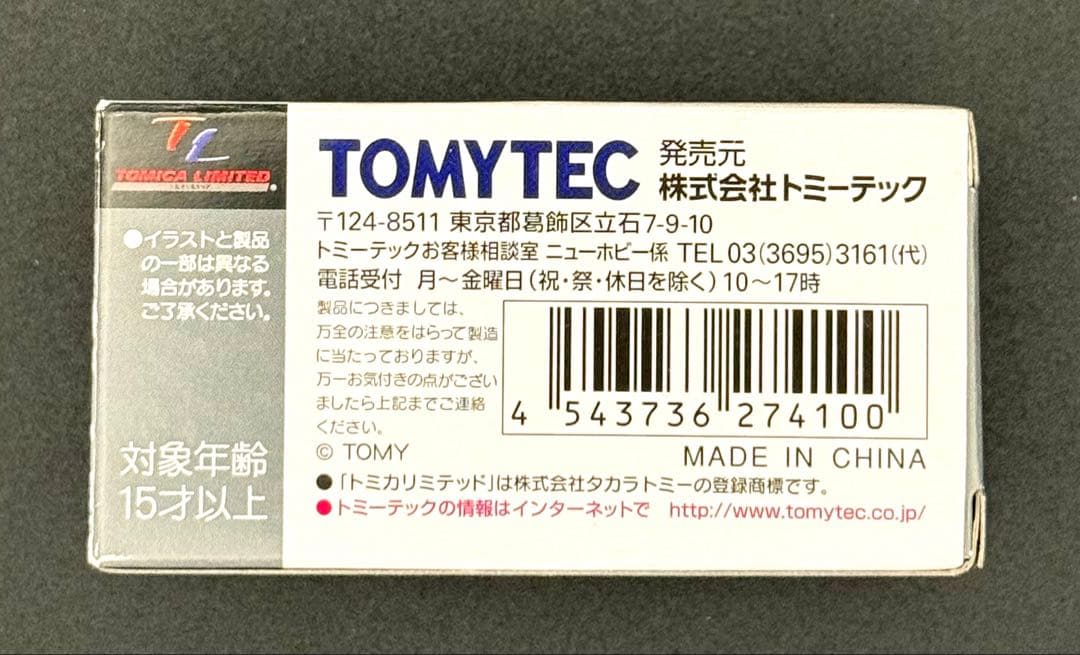 TL
TOMICA LIMITED
●イラストと製品
の一部は異なる
場合があります。
ご了承ください。
対象年齢
15才以上
TOMYTEC
発売元
株式会社トミーテック
〒124-8511 東京都葛飾区立石7-9-10
トミーテックお客様相談室 ニューホビー係 TEL 03(3695)3161(代)
電話受付 月〜金曜日(祝・祭・休日を除く)10〜17時
製品につきましては、
万全の注意をはらって製造
に当たっておりますが、
万一お気付きの点がござい
ましたら上記までご連絡
ください。
4 543736 274100
© TOMY
MADE IN CHINA
●「トミカリミテッド」は株式会社タカラトミーの登録商標です。
●トミーテックの情報はインターネットで http://www.tomytec.co.jp/